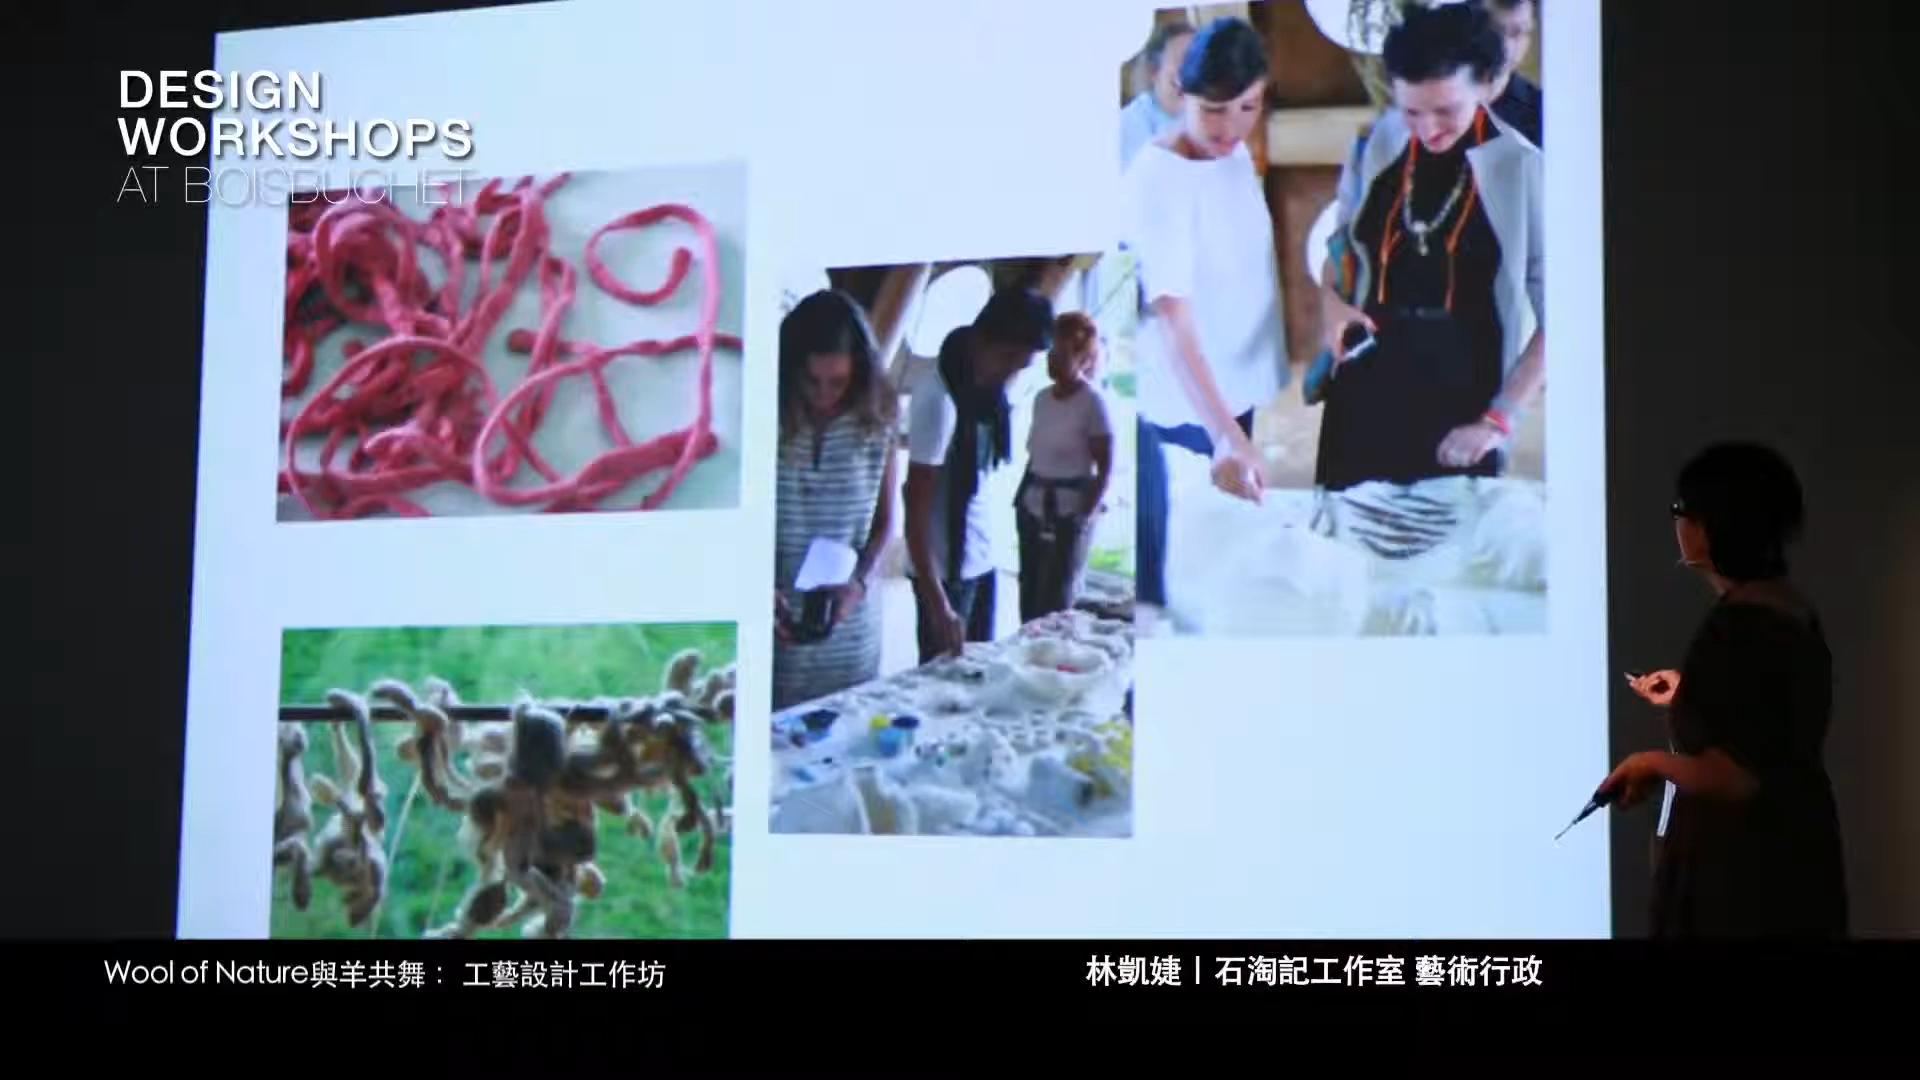 DESIGN
WORKSHOPS
AT BOISBUCHET
Wool of Nature與羊共舞： 工藝設計工作坊
林凱婕 | 石淘記工作室 藝術行政